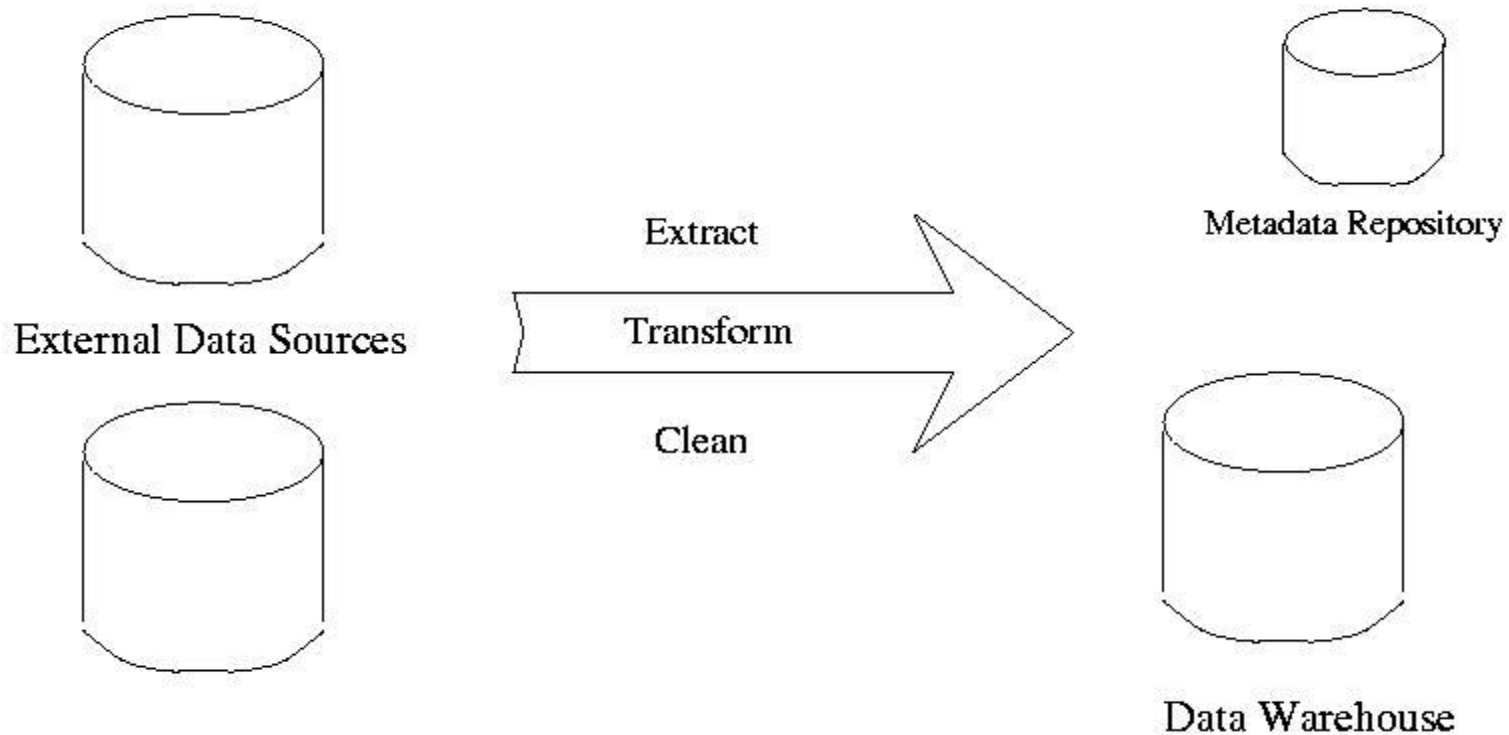 External Data Sources
Extract
Transform
Clean
Metadata Repository
Data Warehouse